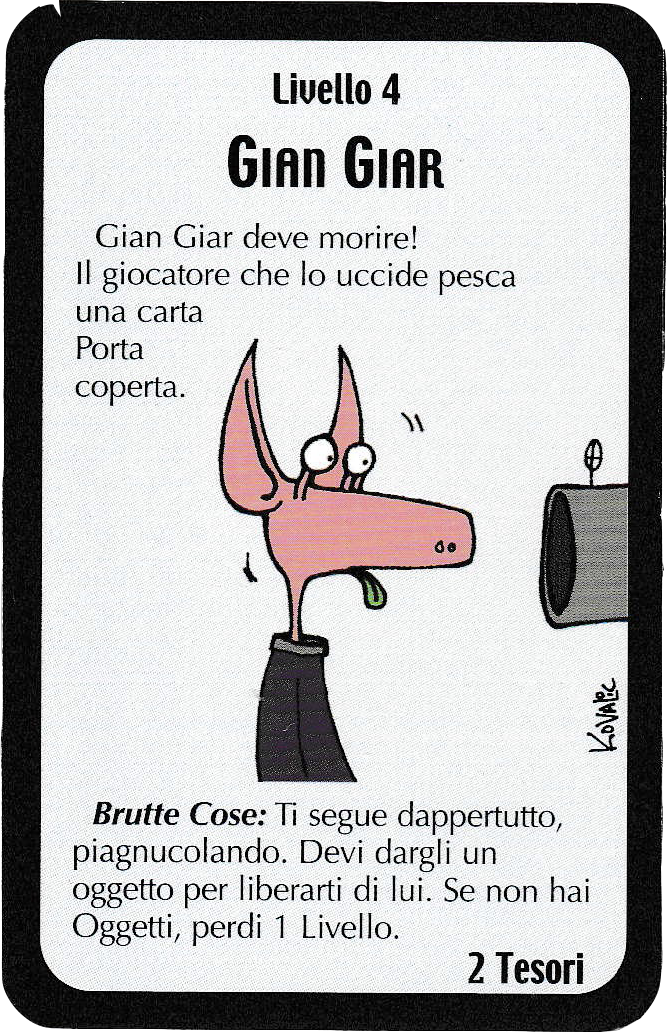 Livello 4
Gian Giar
Gian Giar deve morire!
Il giocatore che lo uccide pesca
una carta
Porta
coperta.
Kovalic
Brutte Cose: Ti segue dappertutto,
piagnucolando. Devi dargli un
oggetto per liberarti di lui. Se non hai
Oggetti, perdi 1 Livello.
2 Tesori